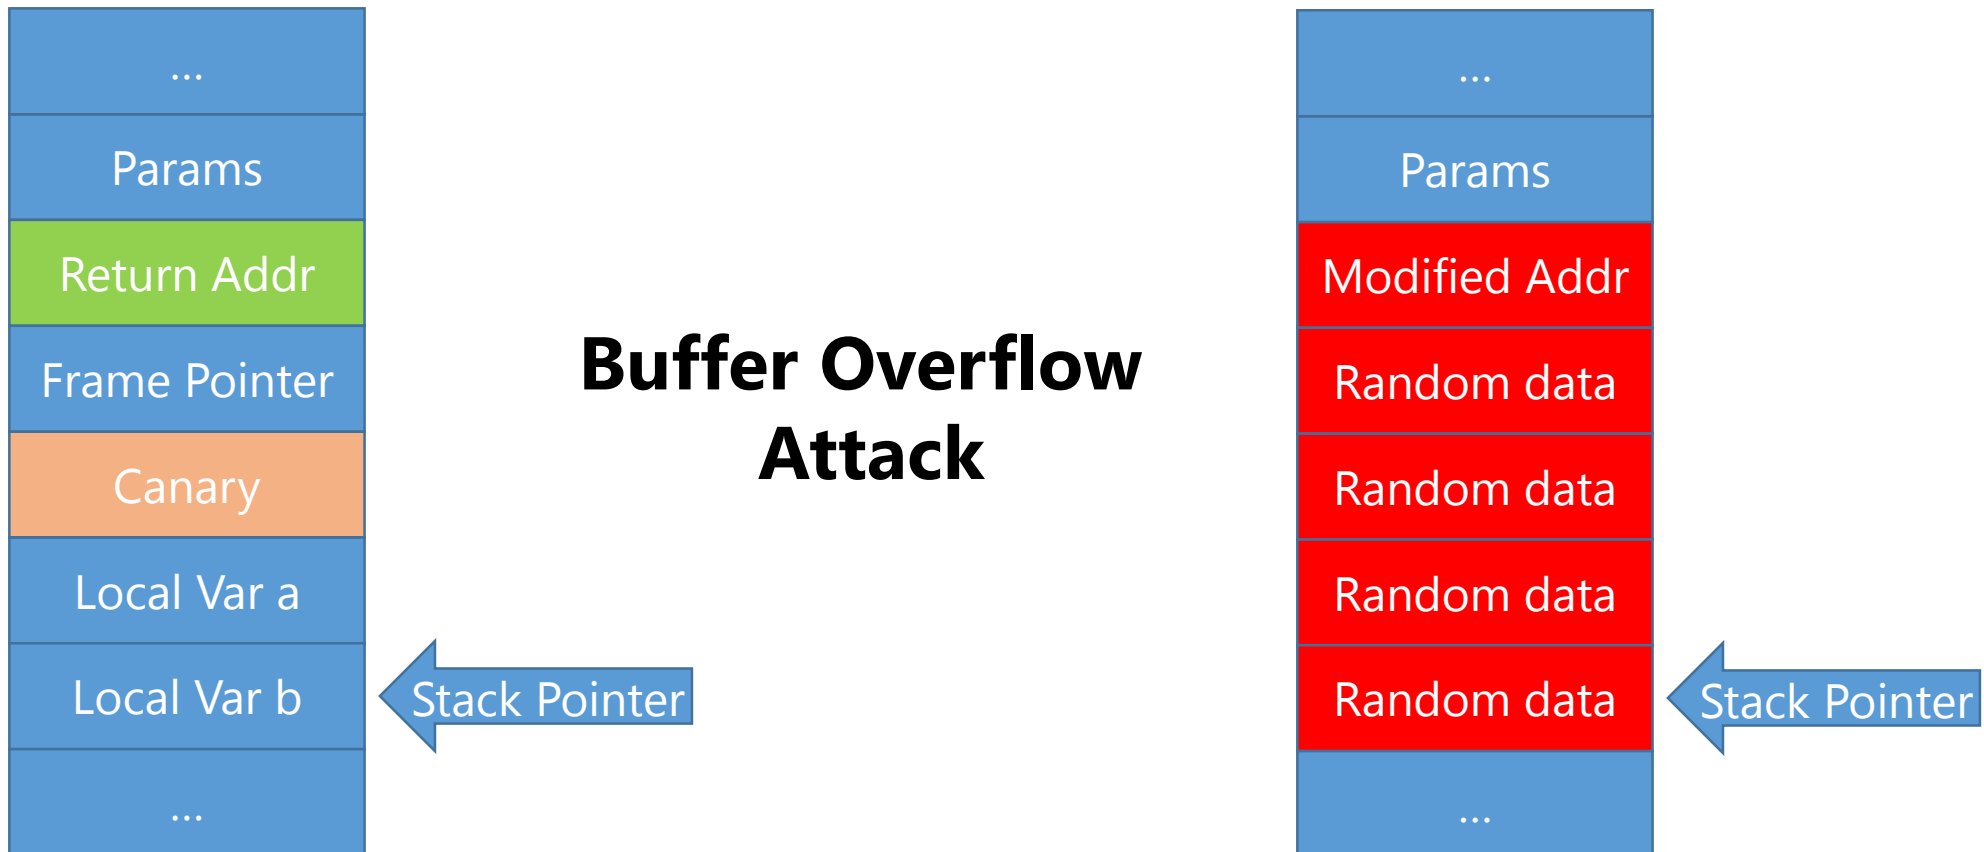 ...
Params
Return Addr
Frame Pointer
Canary
Local Var a
Local Var b
...
Stack Pointer
Buffer Overflow
Attack
...
Params
Modified Addr
Random data
Random data
Random data
Random data
...
Stack Pointer